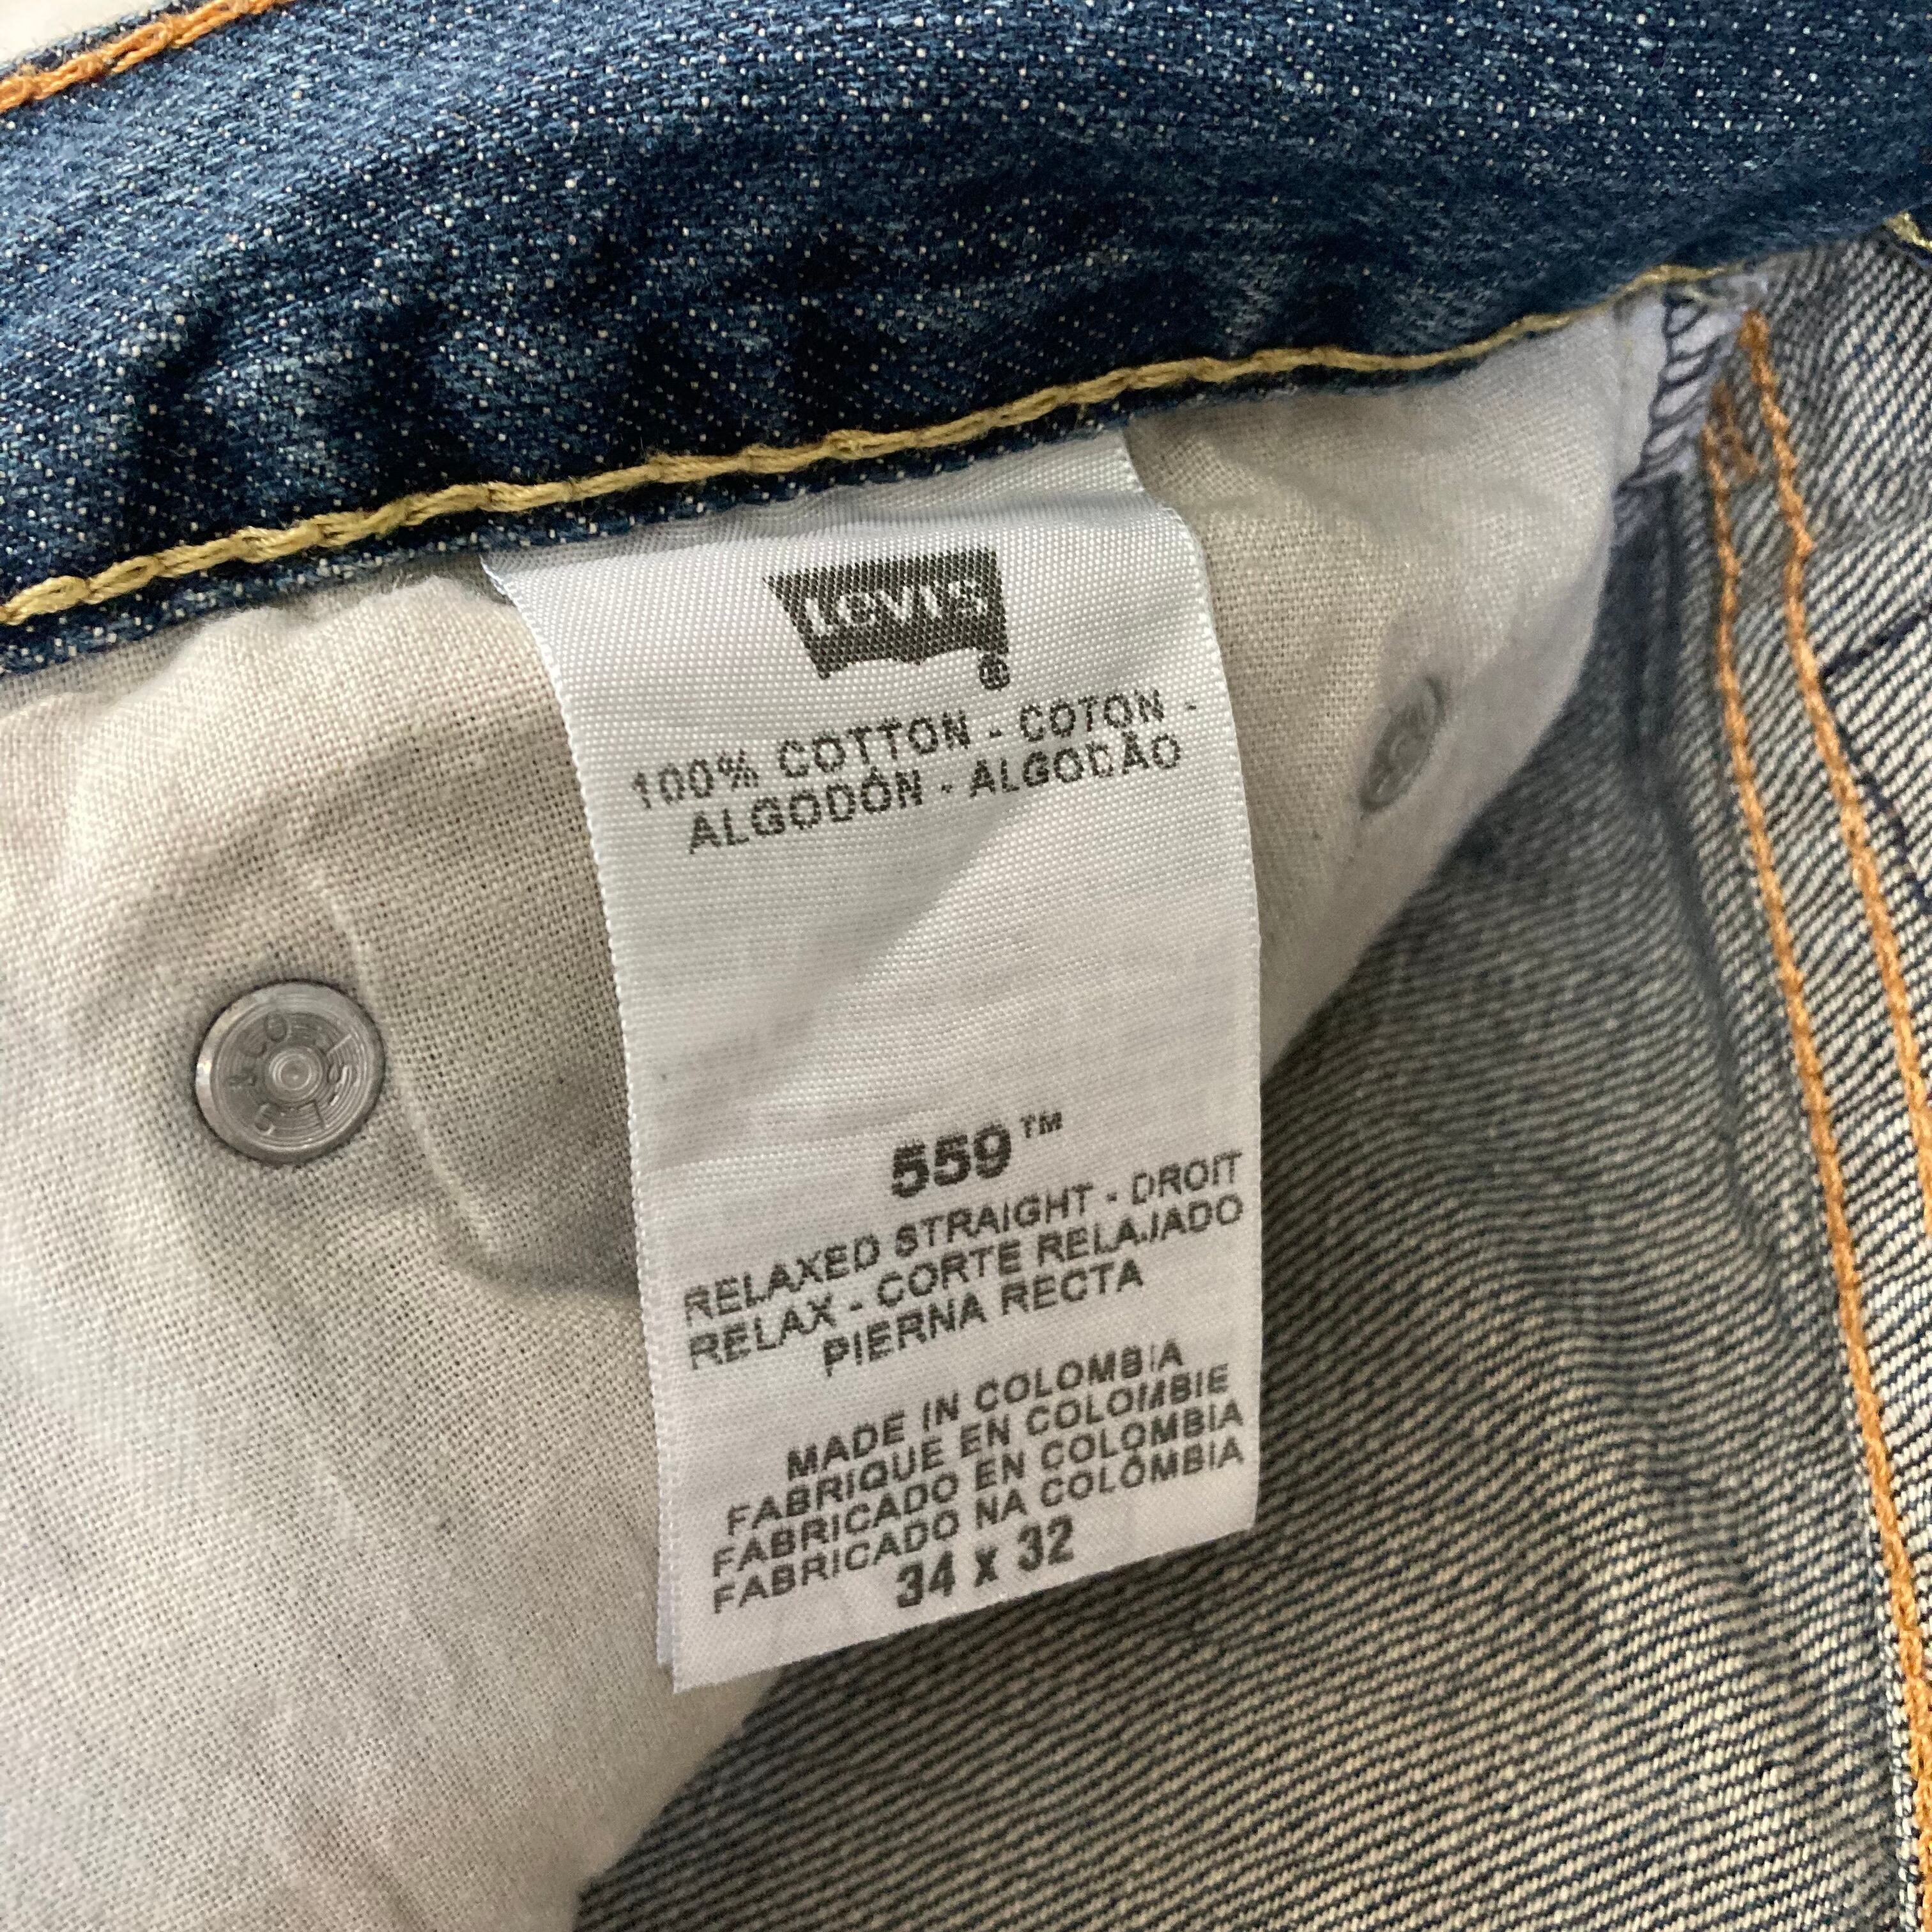 LEVI'S
®
100% COTTON - COTON -
ALGODÓN - ALGODÃO
559™
RELAXED STRAIGHT - DROIT
RELAX - CORTE RELAJADO
PIERNA RECTA
MADE IN COLOMBIA
FABRIQUE EN COLOMBIE
FABRICADO EN COLOMBIA
FABRICADO NA COLÔMBIA
34 x 32